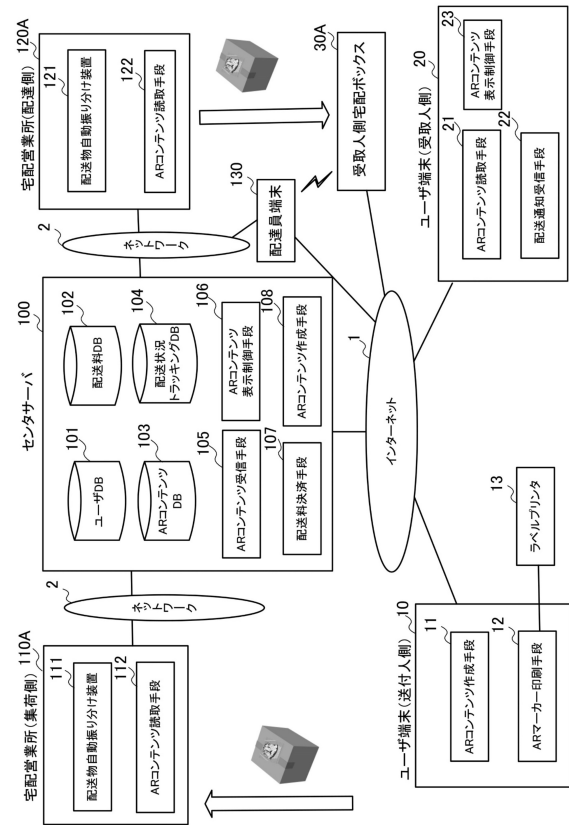 宅配営業所(集荷側)
110A
111
配送物自動振り分け装置
112
ARコンテンツ読取手段
2
ネットワーク
センタサーバ
100
101
ユーザDB
102
配送料DB
103
ARコンテンツ
DB
104
配送状況
トラッキングDB
105
ARコンテンツ受信手段
106
ARコンテンツ
表示制御手段
107
配送料決済手段
108
ARコンテンツ作成手段
2
ネットワーク
宅配営業所(配達側)
120A
121
配送物自動振り分け装置
122
ARコンテンツ読取手段
130
配達員端末
30A
受取人側宅配ボックス
1
インターネット
ユーザ端末(送付人側)
10
11
ARコンテンツ作成手段
12
ARマーカー印刷手段
13
ラベルプリンタ
ユーザ端末(受取人側)
20
21
ARコンテンツ読取手段
22
配送通知受信手段
23
ARコンテンツ
表示制御手段